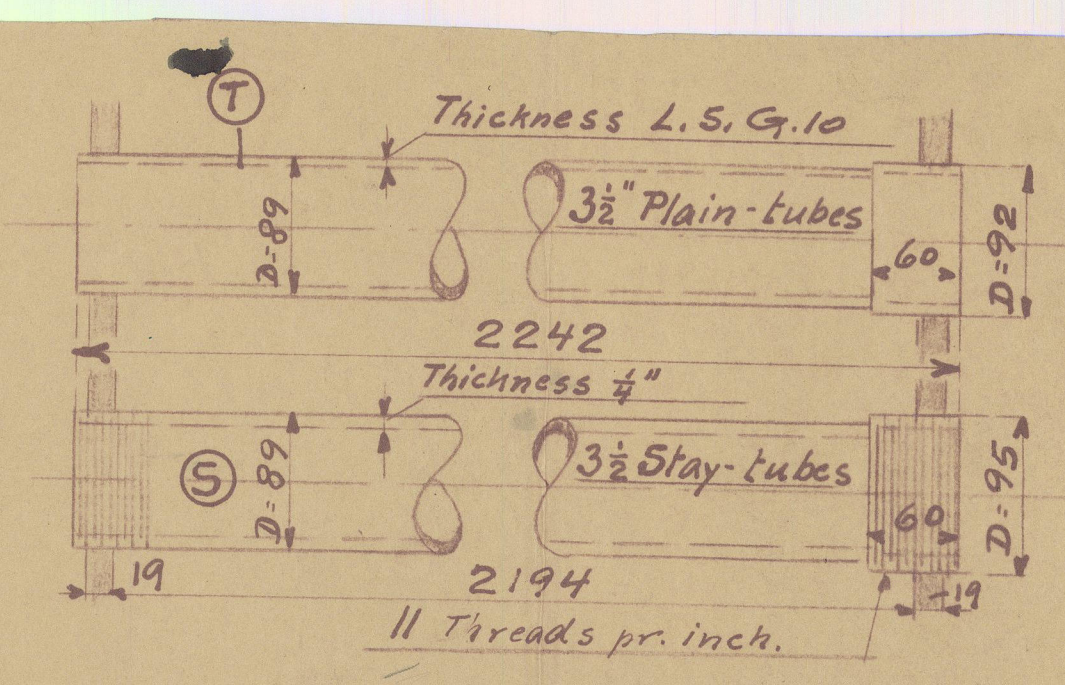 T
Thickness L.S.G.10
D=89
3½" Plain-tubes
60
D=92
2242
Thickness ¼"
S
D=89
3½ Stay-tubes
60
D=95
19
2194
19
11 Threads pr. inch.